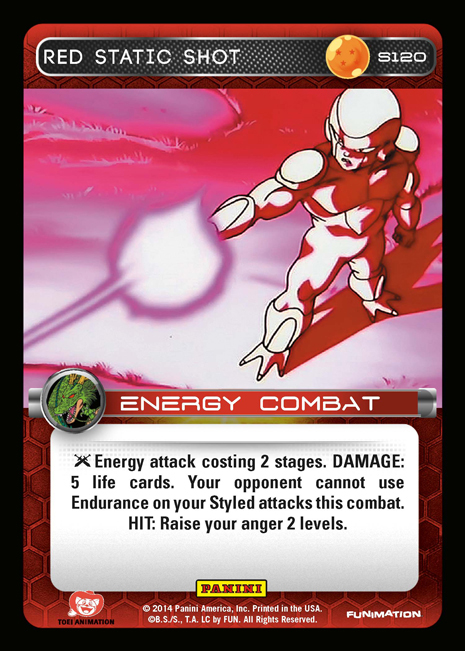 RED STATIC SHOT
S120
ENERGY COMBAT
Energy attack costing 2 stages. DAMAGE:
5 life cards. Your opponent cannot use
Endurance on your Styled attacks this combat.
HIT: Raise your anger 2 levels.
PANINI
TOEI ANIMATION
© 2014 Panini America, Inc. Printed in the USA.
©B.S./S., T.A. LC by FUN. All Rights Reserved.
FUNIMATION